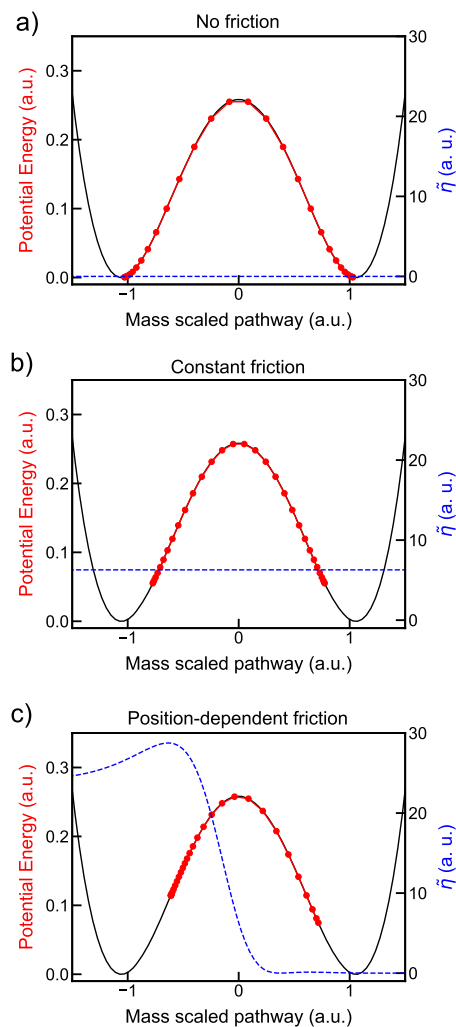 a)
No friction
Potential Energy (a.u.)
0.3
0.2
0.1
0.0
30
20
10
0
η̃ (a. u.)
−1
0
1
Mass scaled pathway (a.u.)
b)
Constant friction
Potential Energy (a.u.)
0.3
0.2
0.1
0.0
30
20
10
0
η̃ (a. u.)
−1
0
1
Mass scaled pathway (a.u.)
c)
Position-dependent friction
Potential Energy (a.u.)
0.3
0.2
0.1
0.0
30
20
10
0
η̃ (a. u.)
−1
0
1
Mass scaled pathway (a.u.)